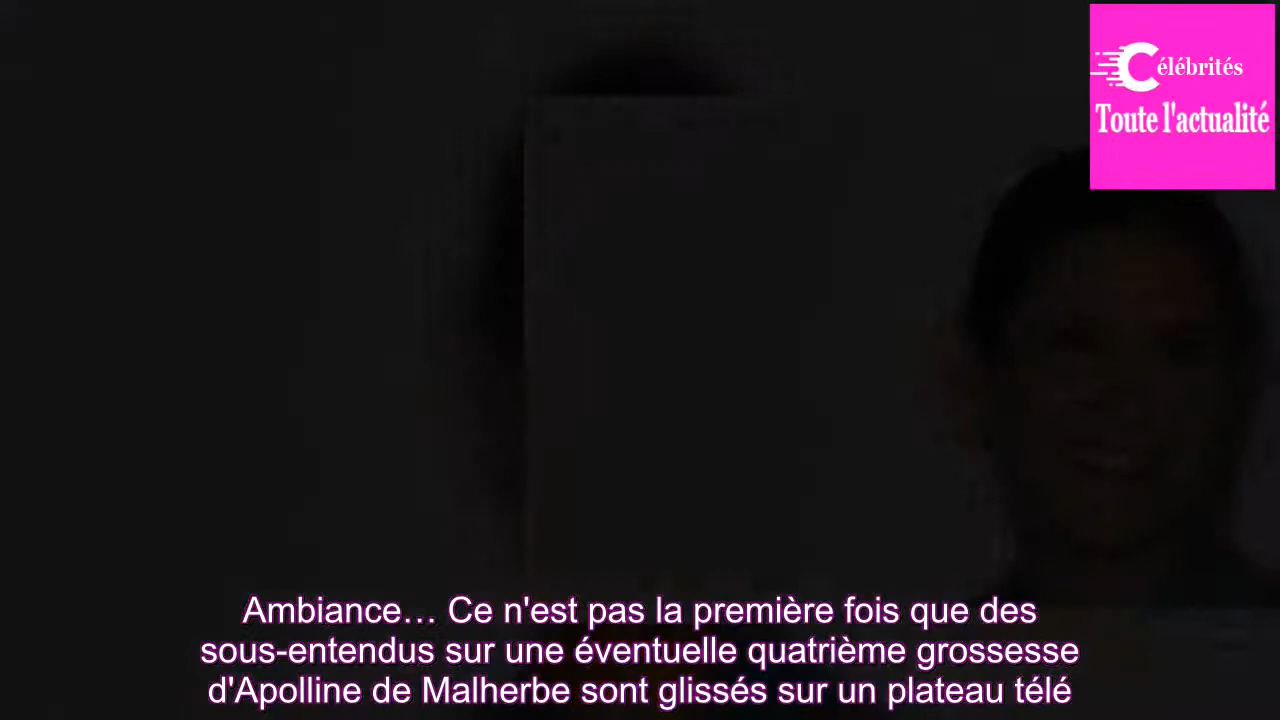 Célébrités
Toute l'actualité
Ambiance… Ce n'est pas la première fois que des
sous-entendus sur une éventuelle quatrième grossesse
d'Apolline de Malherbe sont glissés sur un plateau télé